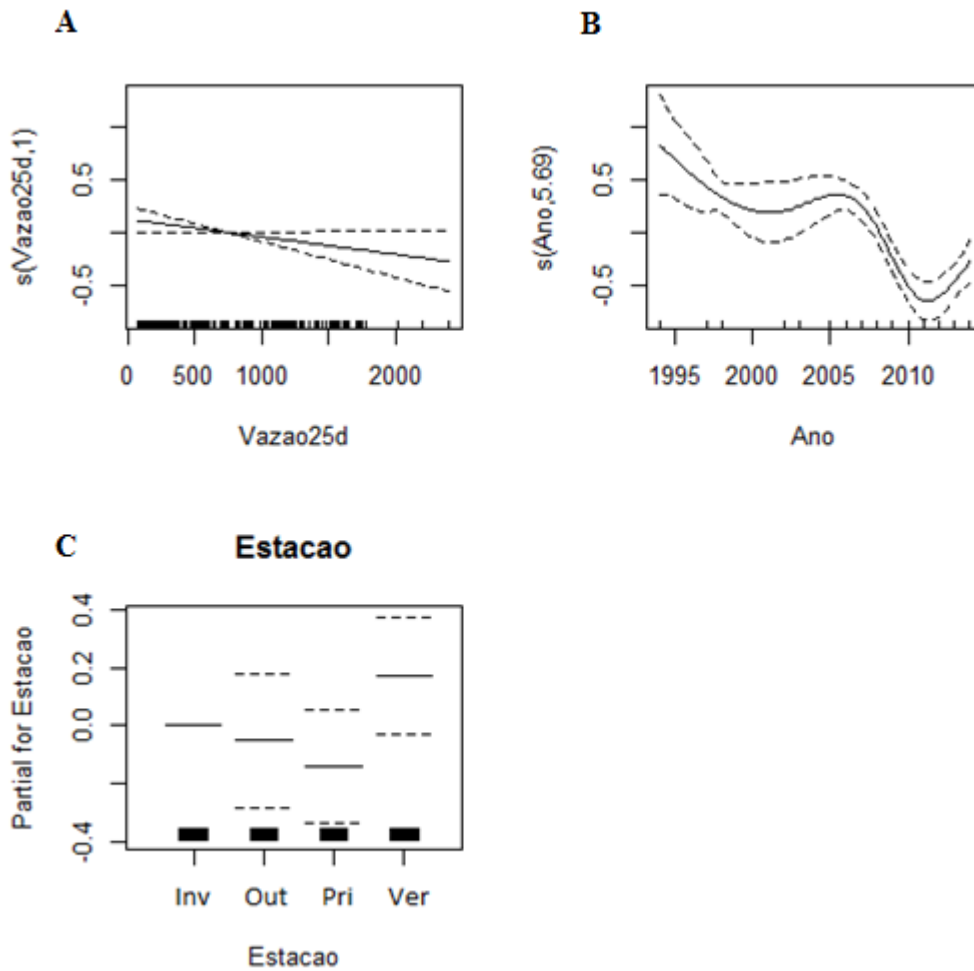 A
s(Vazao25d,1)
0.5
-0.5
0 500 1000 2000
Vazao25d
B
s(Ano,5.69)
0.5
-0.5
1995 2000 2005 2010
Ano
C
Estacao
Partial for Estacao
0.4
0.2
0.0
-0.4
Inv Out Pri Ver
Estacao